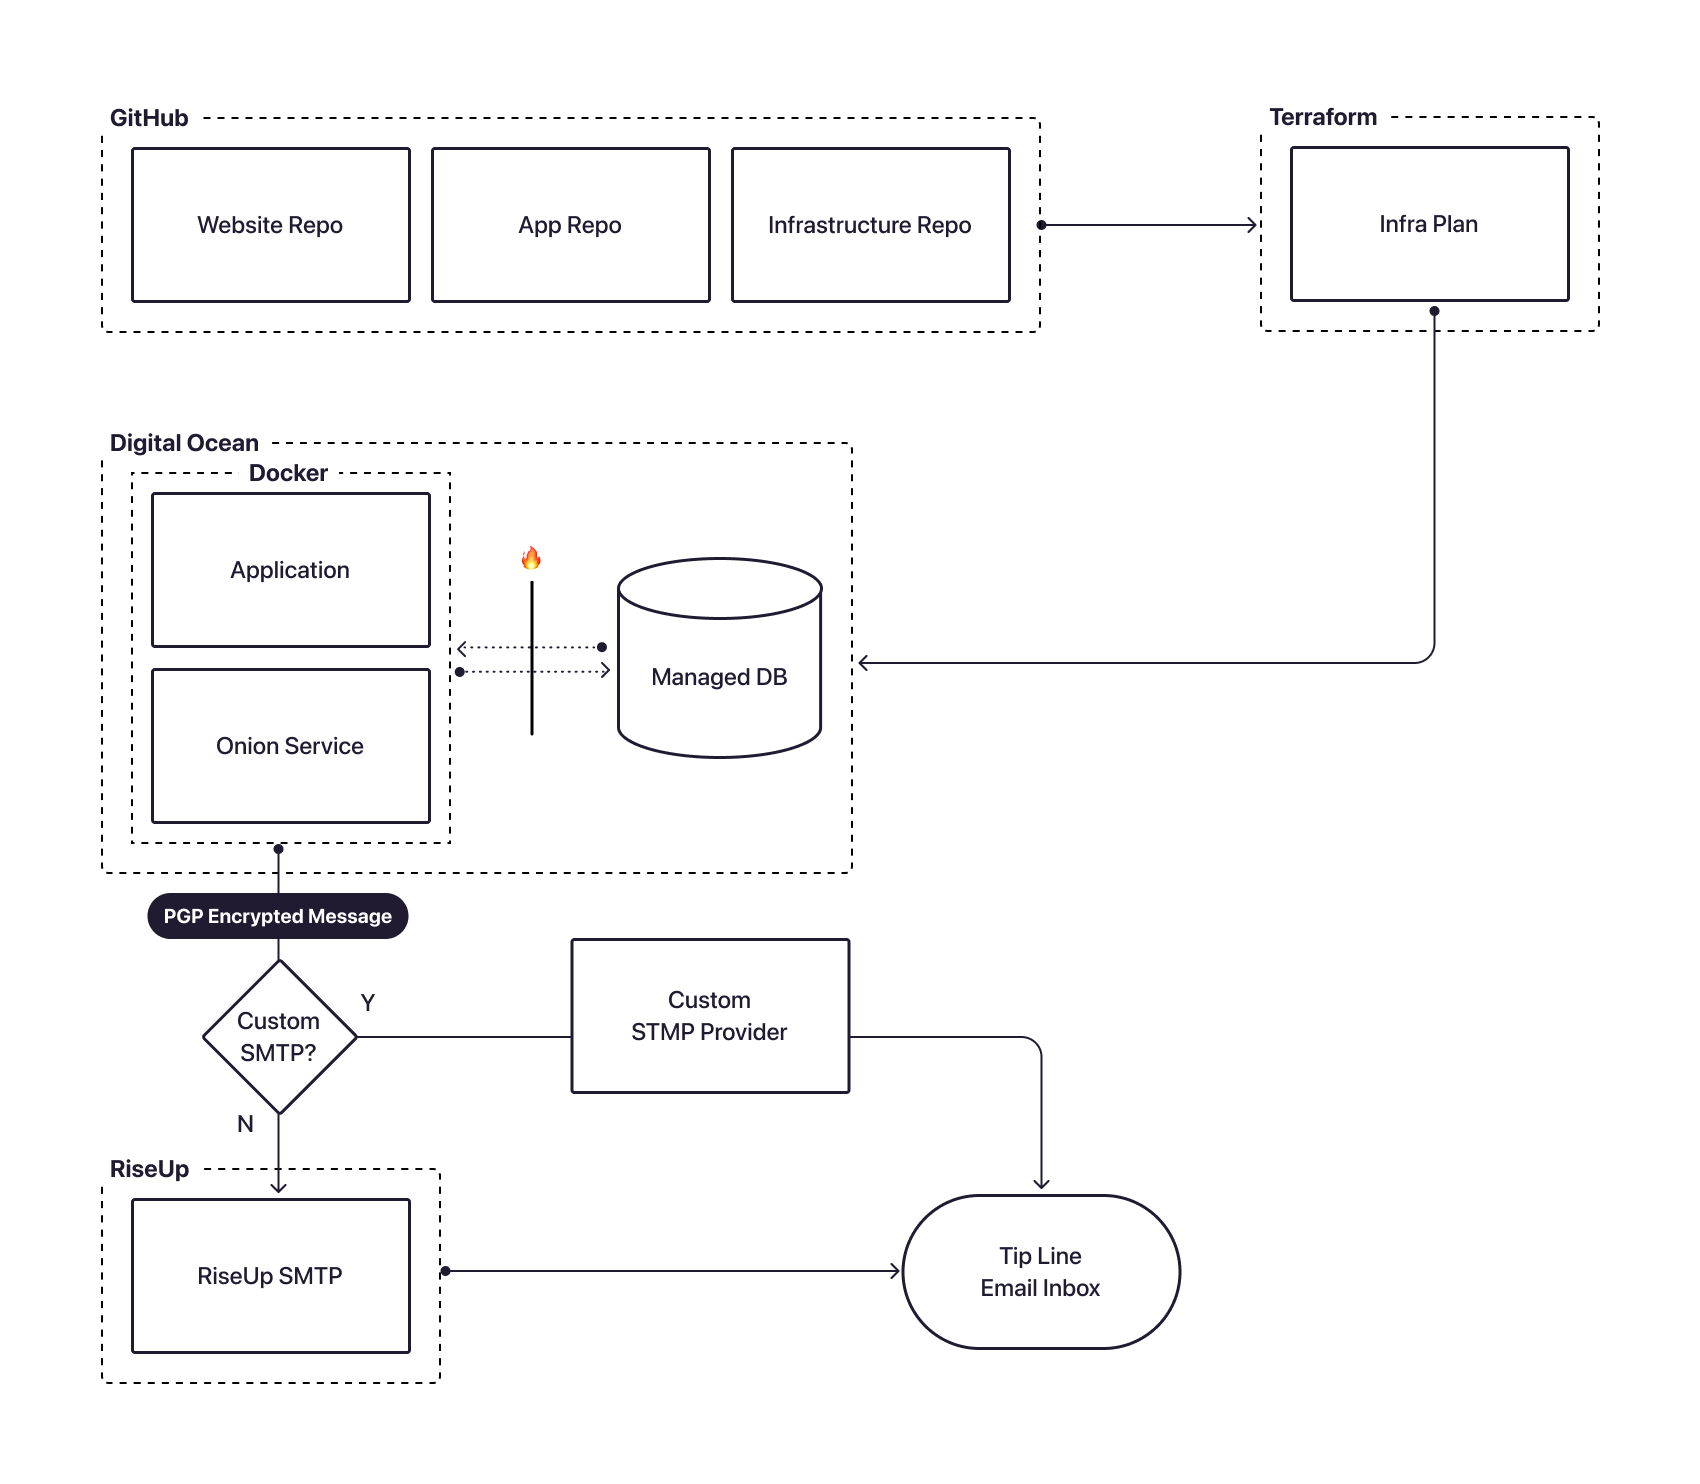 GitHub
Website Repo
App Repo
Infrastructure Repo
Terraform
Infra Plan
Digital Ocean
Docker
Application
Onion Service
Managed DB
PGP Encrypted Message
Custom
SMTP?
Y
N
Custom
STMP Provider
RiseUp
RiseUp SMTP
Tip Line
Email Inbox